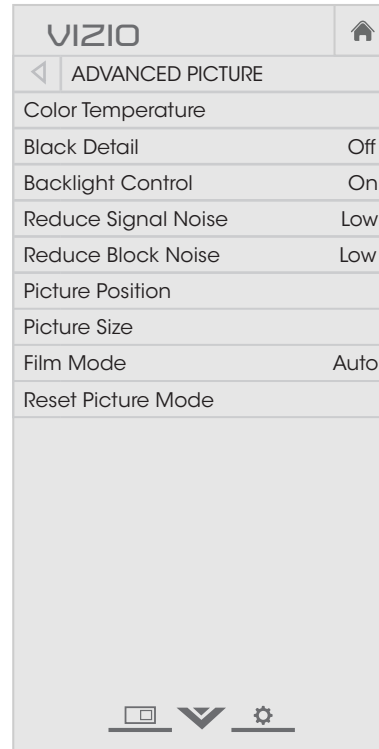 VIZIO
ADVANCED PICTURE
Color Temperature
Black Detail Off
Backlight Control On
Reduce Signal Noise Low
Reduce Block Noise Low
Picture Position
Picture Size
Film Mode Auto
Reset Picture Mode